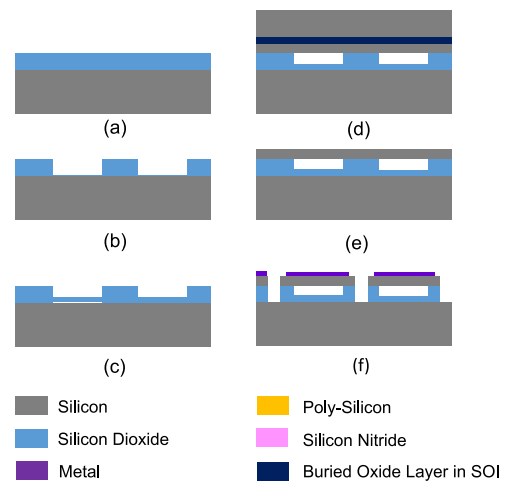 (a)
(d)
(b)
(e)
(c)
(f)
Silicon
Poly-Silicon
Silicon Dioxide
Silicon Nitride
Metal
Buried Oxide Layer in SOI